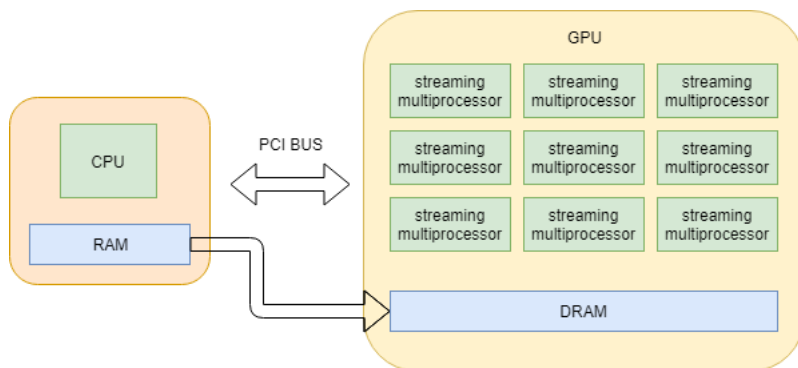 GPU
streaming
multiprocessor
streaming
multiprocessor
streaming
multiprocessor
CPU
PCI BUS
streaming
multiprocessor
streaming
multiprocessor
streaming
multiprocessor
RAM
streaming
multiprocessor
streaming
multiprocessor
streaming
multiprocessor
DRAM